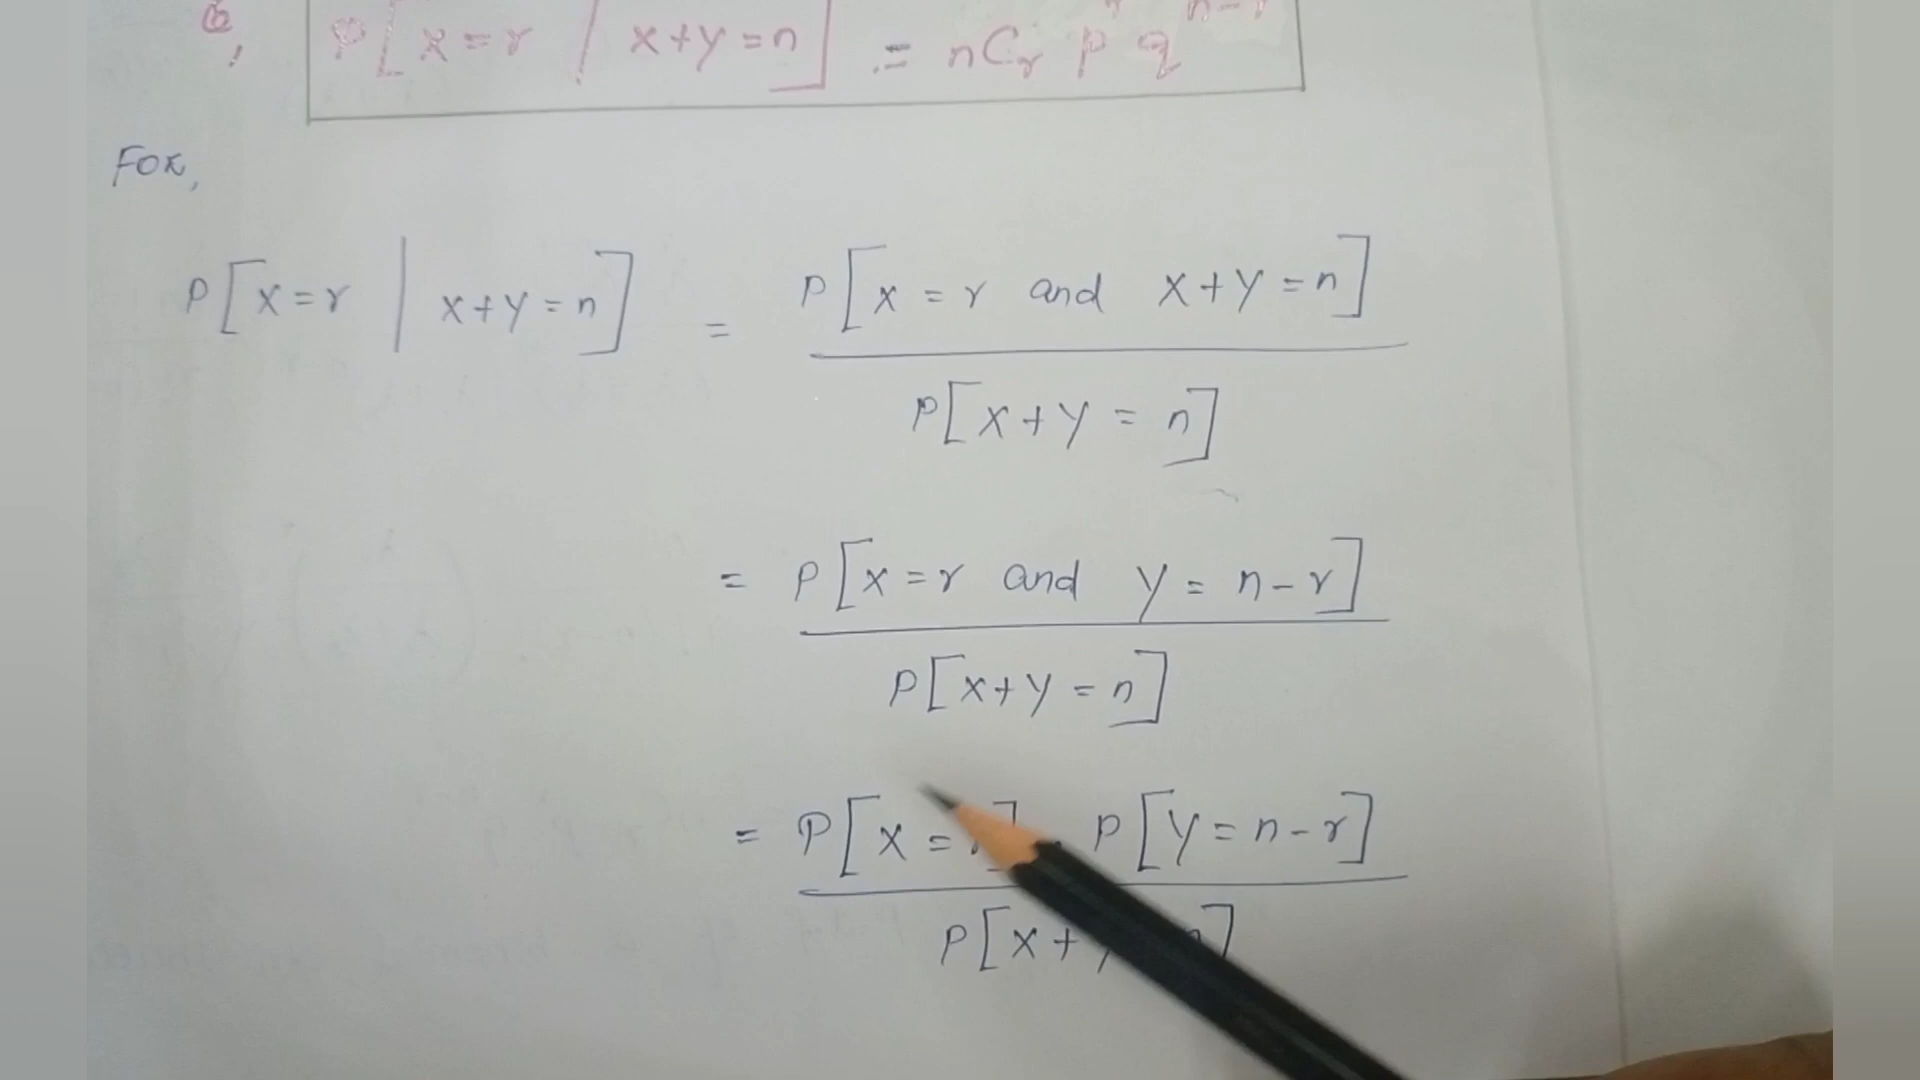 P[X=r / X+Y=n] = nCr p q^n-r
For,
P[X=r | X+Y=n] = P[X=r and X+Y=n]
P[X+Y=n]
= P[X=r and Y=n-r]
P[X+Y=n]
= P[X= ] . P[Y=n-r]
P[X+ ]